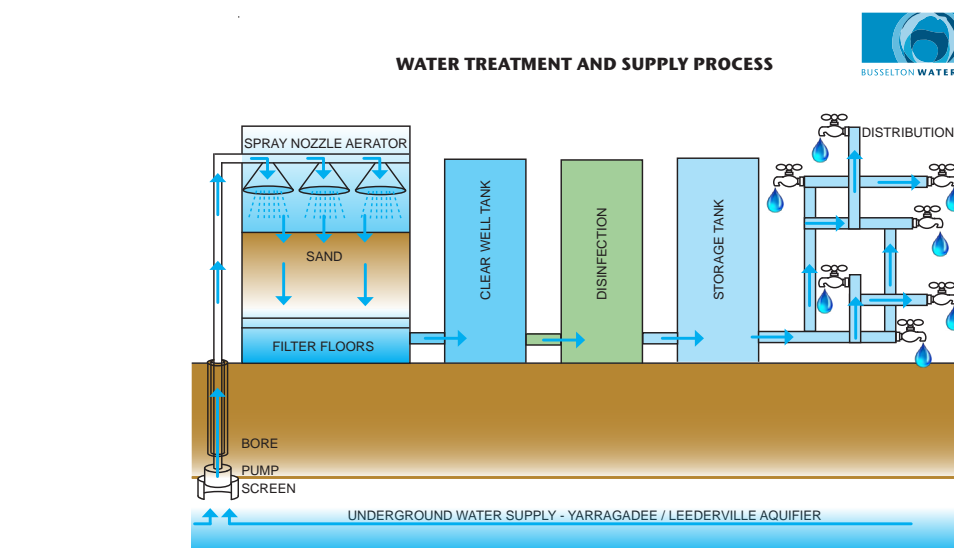 WATER TREATMENT AND SUPPLY PROCESS
BUSSELTON WATER
SPRAY NOZZLE AERATOR
DISTRIBUTION
SAND
CLEAR WELL TANK
DISINFECTION
STORAGE TANK
FILTER FLOORS
BORE
PUMP
SCREEN
UNDERGROUND WATER SUPPLY - YARRAGADEE / LEEDERVILLE AQUIFIER